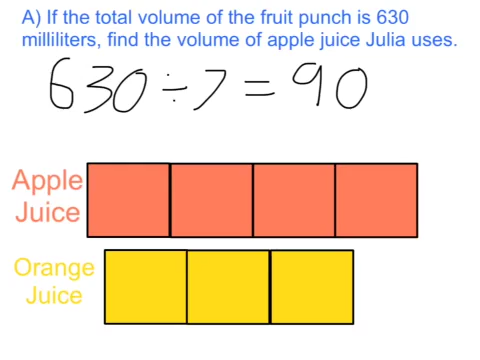 A) If the total volume of the fruit punch is 630
milliliters, find the volume of apple juice Julia uses.
630 ÷ 7 = 90
Apple
Juice
Orange
Juice